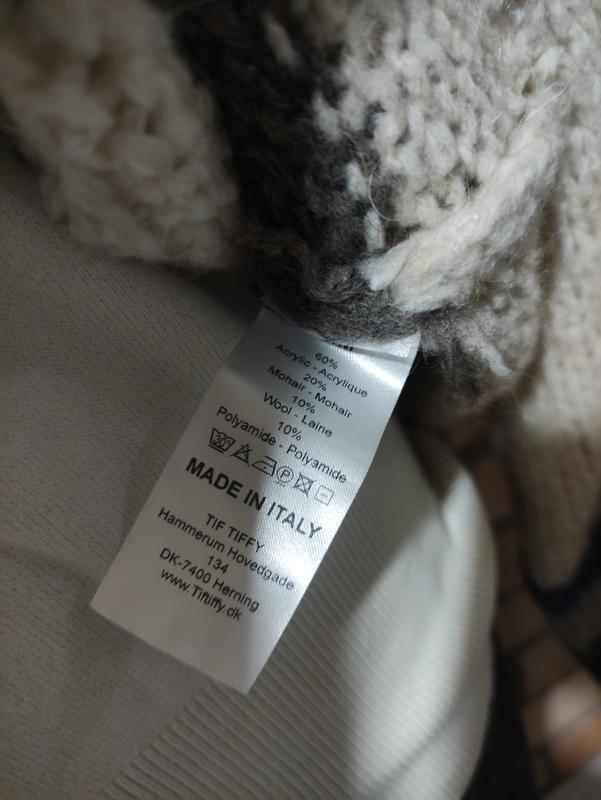 60%
Acrylic - Acrylique
20%
Mohair - Mohair
10%
Wool - Laine
10%
Polyamide - Polyamide
30°
P
MADE IN ITALY
TIF TIFFY
Hammerum Hovedgade
134
DK-7400 Herning
www.Tiftiffy.dk